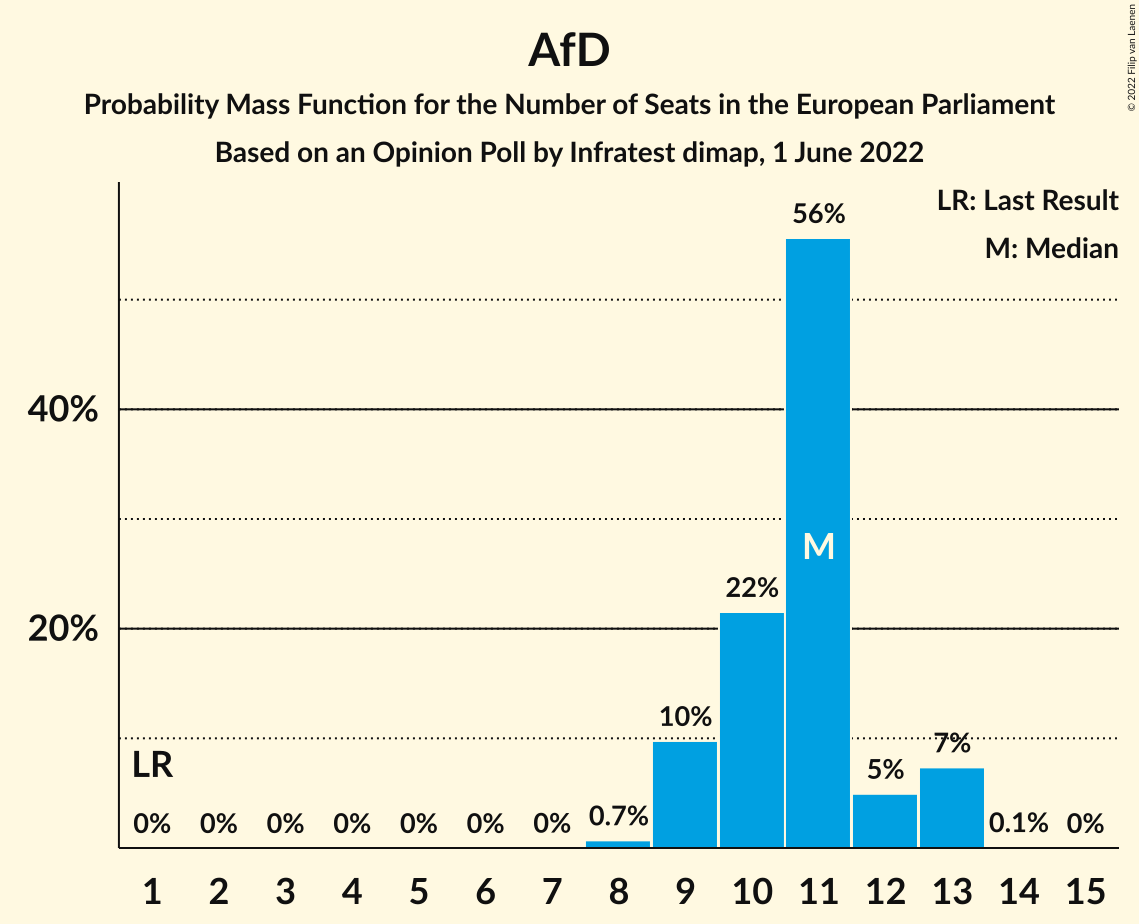 AfD
Probability Mass Function for the Number of Seats in the European Parliament
Based on an Opinion Poll by Infratest dimap, 1 June 2022
© 2022 Filip van Laenen
LR: Last Result
M: Median
56%
40%
M
22%
20%
10%
7%
LR
5%
0% 0% 0% 0% 0% 0% 0% 0.7% 0.1% 0%
1 2 3 4 5 6 7 8 9 10 11 12 13 14 15